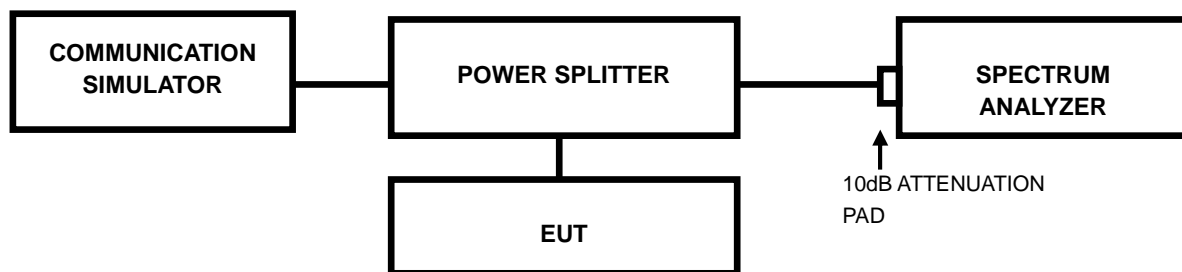 COMMUNICATION
SIMULATOR
POWER SPLITTER
SPECTRUM
ANALYZER
10dB ATTENUATION
PAD
EUT